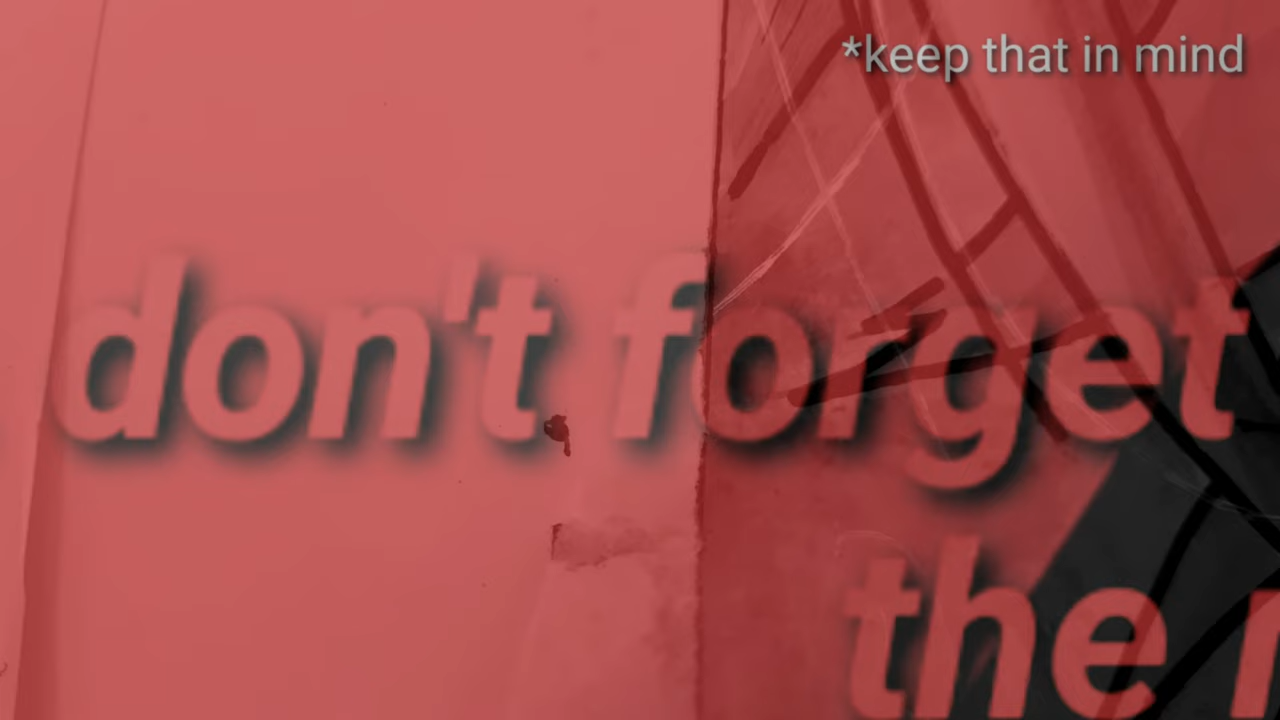 *keep that in mind
don't forget
the